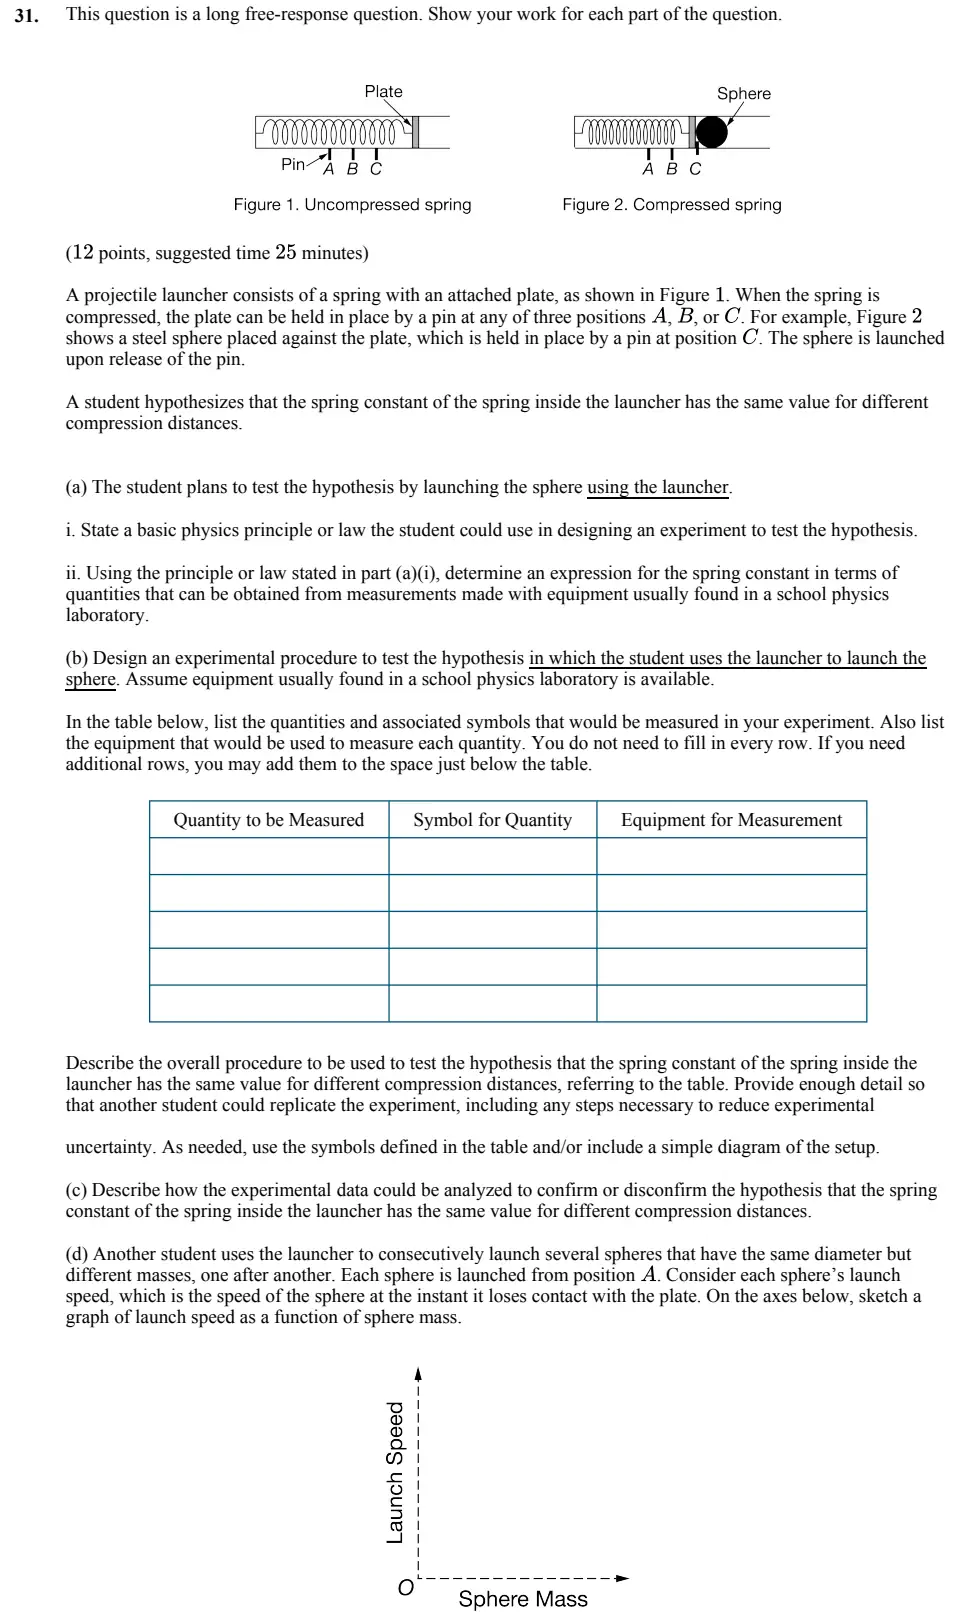 31. This question is a long free-response question. Show your work for each part of the question.
Plate
Sphere
Pin
A B C
A B C
Figure 1. Uncompressed spring
Figure 2. Compressed spring
(12 points, suggested time 25 minutes)
A projectile launcher consists of a spring with an attached plate, as shown in Figure 1. When the spring is
compressed, the plate can be held in place by a pin at any of three positions A, B, or C. For example, Figure 2
shows a steel sphere placed against the plate, which is held in place by a pin at position C. The sphere is launched
upon release of the pin.
A student hypothesizes that the spring constant of the spring inside the launcher has the same value for different
compression distances.
(a) The student plans to test the hypothesis by launching the sphere using the launcher.
i. State a basic physics principle or law the student could use in designing an experiment to test the hypothesis.
ii. Using the principle or law stated in part (a)(i), determine an expression for the spring constant in terms of
quantities that can be obtained from measurements made with equipment usually found in a school physics
laboratory.
(b) Design an experimental procedure to test the hypothesis in which the student uses the launcher to launch the
sphere. Assume equipment usually found in a school physics laboratory is available.
In the table below, list the quantities and associated symbols that would be measured in your experiment. Also list
the equipment that would be used to measure each quantity. You do not need to fill in every row. If you need
additional rows, you may add them to the space just below the table.
Quantity to be Measured Symbol for Quantity Equipment for Measurement
Describe the overall procedure to be used to test the hypothesis that the spring constant of the spring inside the
launcher has the same value for different compression distances, referring to the table. Provide enough detail so
that another student could replicate the experiment, including any steps necessary to reduce experimental
uncertainty. As needed, use the symbols defined in the table and/or include a simple diagram of the setup.
(c) Describe how the experimental data could be analyzed to confirm or disconfirm the hypothesis that the spring
constant of the spring inside the launcher has the same value for different compression distances.
(d) Another student uses the launcher to consecutively launch several spheres that have the same diameter but
different masses, one after another. Each sphere is launched from position A. Consider each sphere's launch
speed, which is the speed of the sphere at the instant it loses contact with the plate. On the axes below, sketch a
graph of launch speed as a function of sphere mass.
Launch Speed
O
Sphere Mass